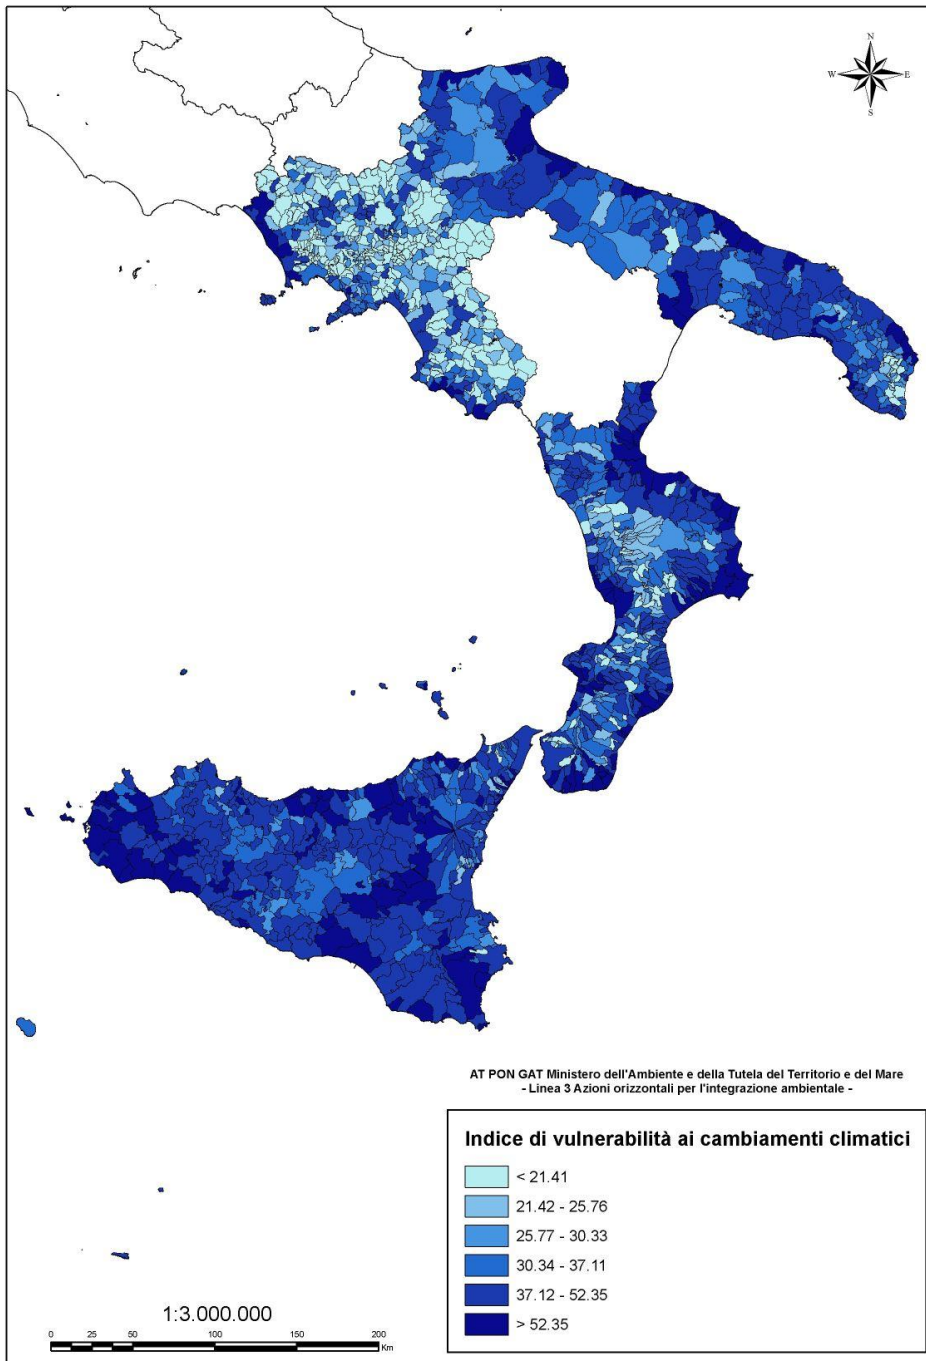 N
W E
S
AT PON GAT Ministero dell'Ambiente e della Tutela del Territorio e del Mare
- Linea 3 Azioni orizzontali per l'integrazione ambientale -
Indice di vulnerabilità ai cambiamenti climatici
< 21.41
21.42 - 25.76
25.77 - 30.33
30.34 - 37.11
37.12 - 52.35
> 52.35
1:3.000.000
0 25 50 100 150 200
Km